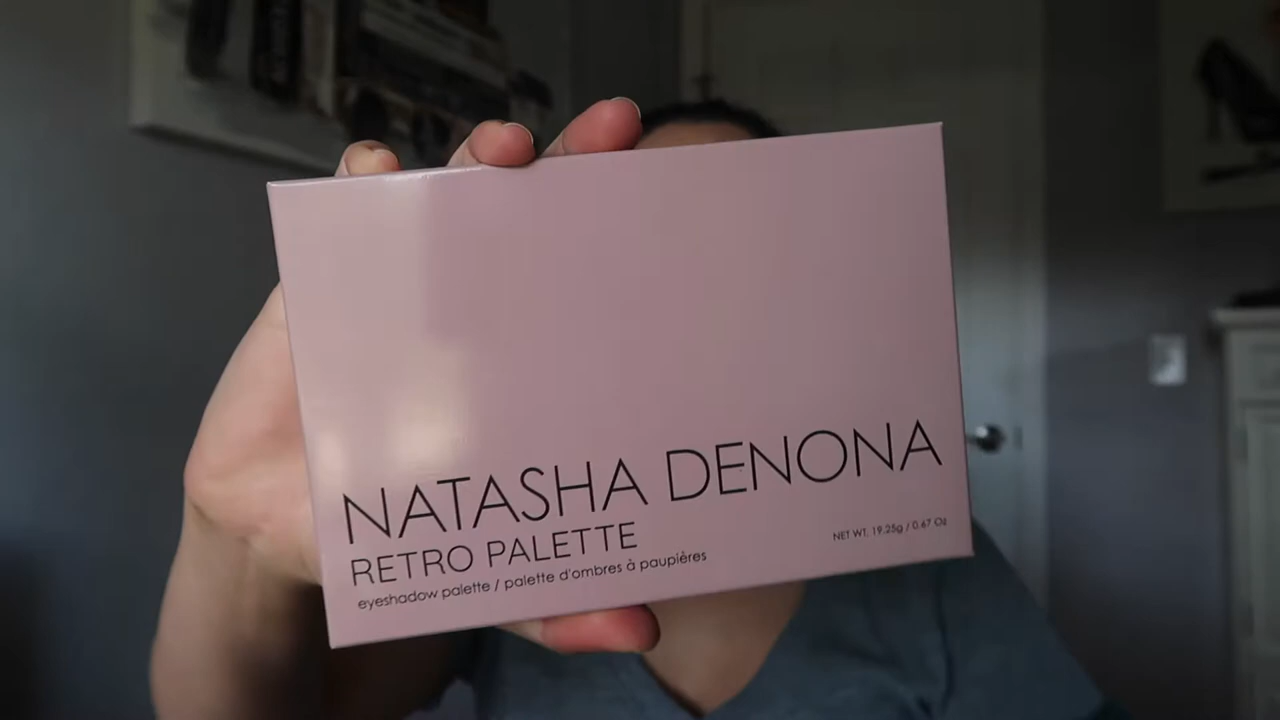 NATASHA DENONA
RETRO PALETTE
eyeshadow palette / palette d'ombres à paupières
NET WT. 19.25g / 0.67 Oz